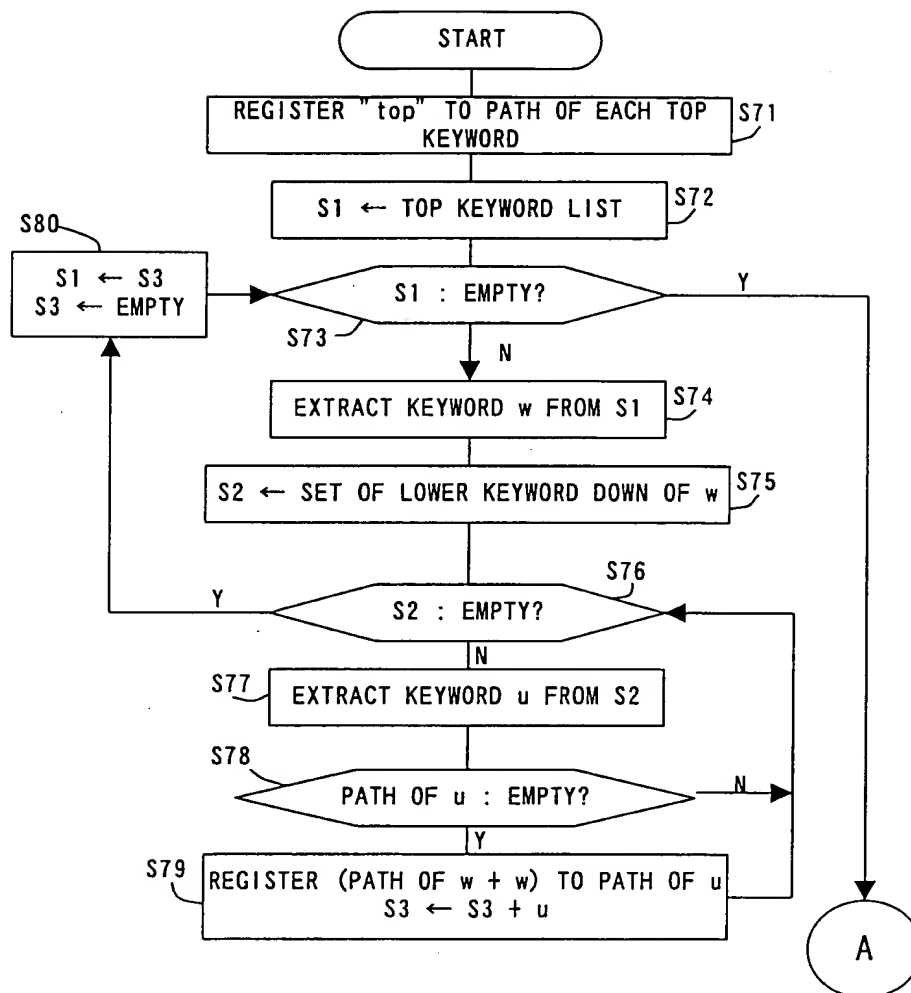 START
REGISTER "top" TO PATH OF EACH TOP
KEYWORD
S71
S1 ← TOP KEYWORD LIST
S72
S80
S1 ← S3
S3 ← EMPTY
S1 : EMPTY?
Y
S73
N
EXTRACT KEYWORD w FROM S1
S74
S2 ← SET OF LOWER KEYWORD DOWN OF w
S75
S76
Y
S2 : EMPTY?
N
S77
EXTRACT KEYWORD u FROM S2
S78
PATH OF u : EMPTY?
N
Y
S79
REGISTER (PATH OF w + w) TO PATH OF u
S3 ← S3 + u
A